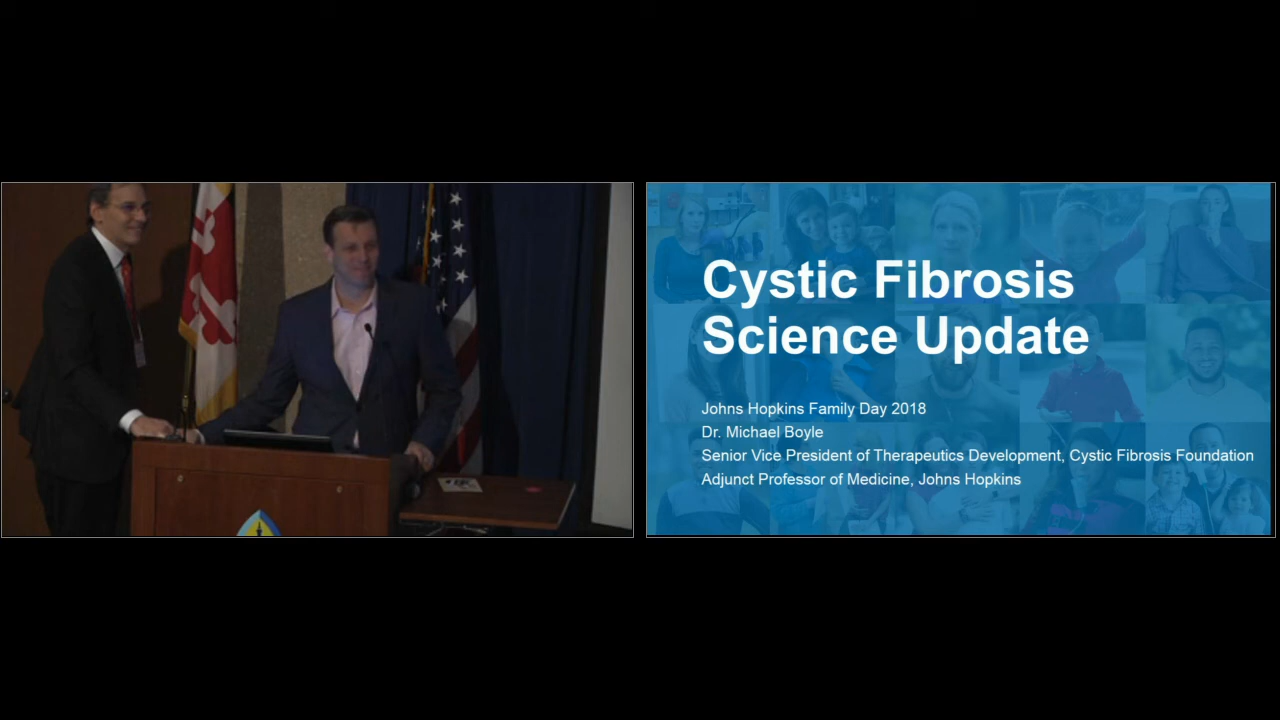 Cystic Fibrosis
Science Update
Johns Hopkins Family Day 2018
Dr. Michael Boyle
Senior Vice President of Therapeutics Development, Cystic Fibrosis Foundation
Adjunct Professor of Medicine, Johns Hopkins